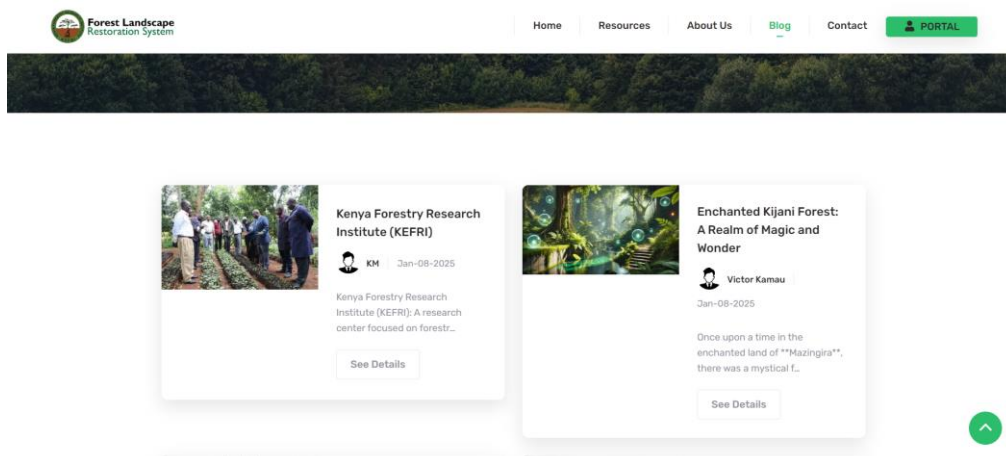 Forest Landscape
Restoration System
Home
Resources
About Us
Blog
Contact
PORTAL
Kenya Forestry Research
Institute (KEFRI)
KM
Jan-08-2025
Kenya Forestry Research
Institute (KEFRI): A research
center focused on forestr...
See Details
Enchanted Kijani Forest:
A Realm of Magic and
Wonder
Victor Kamau
Jan-08-2025
Once upon a time in the
enchanted land of **Mazingira**,
there was a mystical f...
See Details